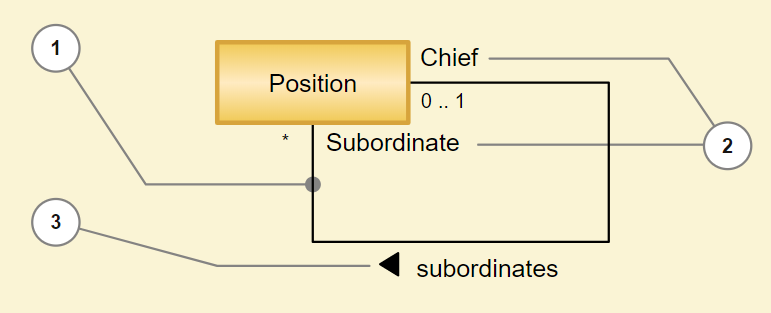 1
Chief
Position
0 .. 1
* Subordinate
2
3
subordinates